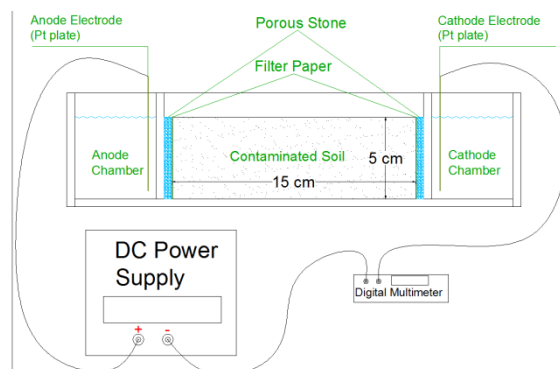 Anode Electrode
(Pt plate)
Porous Stone
Cathode Electrode
(Pt plate)
Filter Paper
Anode
Chamber
Contaminated Soil
5 cm
15 cm
Cathode
Chamber
DC Power
Supply
+ -
Digital Multimeter